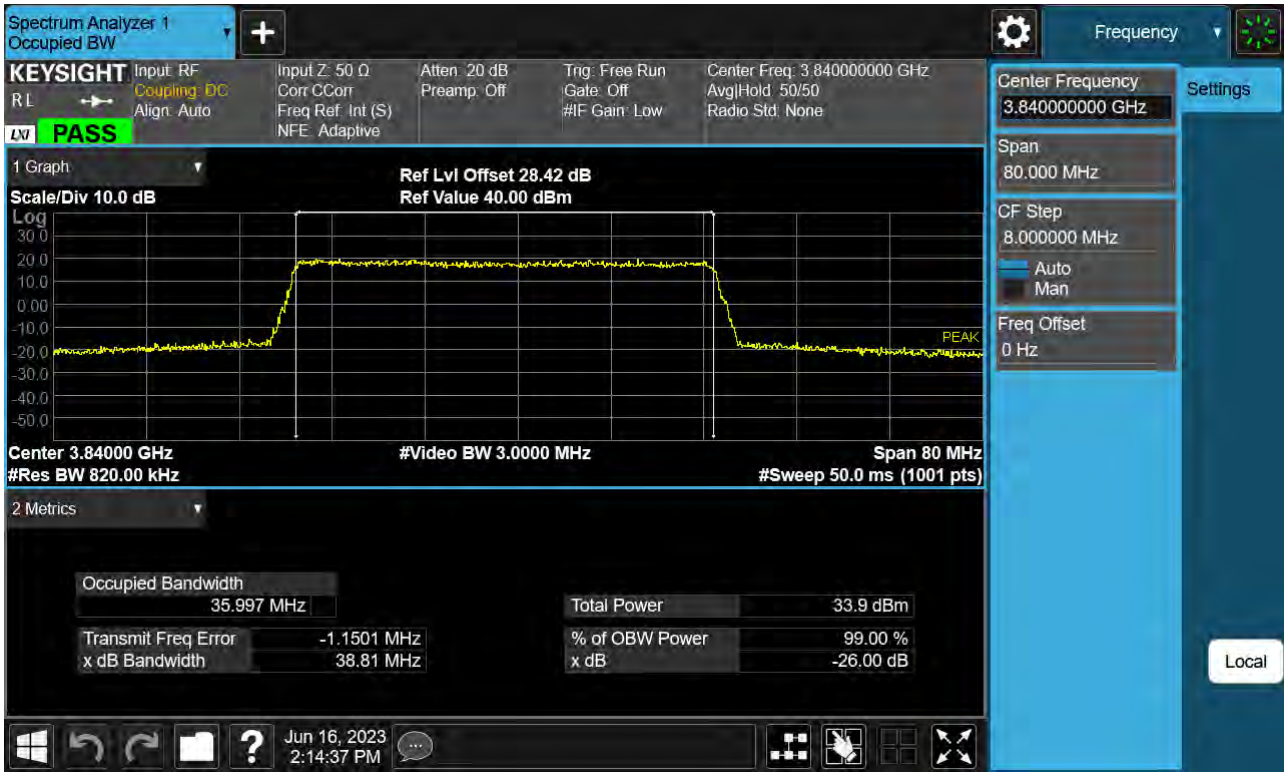 Spectrum Analyzer 1
Occupied BW
Frequency
KEYSIGHT
RL
LXI
PASS
Input: RF
Coupling: DC
Align: Auto
Input Z: 50 Ω
Corr CCorr
Freq Ref: Int (S)
NFE: Adaptive
Atten: 20 dB
Preamp: Off
Trig: Free Run
Gate: Off
#IF Gain: Low
Center Freq: 3.840000000 GHz
Avg|Hold: 50/50
Radio Std: None
Center Frequency
3.840000000 GHz
Settings
Span
80.000 MHz
CF Step
8.000000 MHz
Auto
Man
Freq Offset
0 Hz
Local
1 Graph
Scale/Div 10.0 dB
Ref Lvl Offset 28.42 dB
Ref Value 40.00 dBm
Log
30.0
20.0
10.0
0.00
-10.0
-20.0
-30.0
-40.0
-50.0
PEAK
Center 3.84000 GHz
#Video BW 3.0000 MHz
Span 80 MHz
#Res BW 820.00 kHz
#Sweep 50.0 ms (1001 pts)
2 Metrics
Occupied Bandwidth
35.997 MHz
Total Power 33.9 dBm
Transmit Freq Error -1.1501 MHz
% of OBW Power 99.00 %
x dB Bandwidth 38.81 MHz
x dB -26.00 dB
Jun 16, 2023
2:14:37 PM